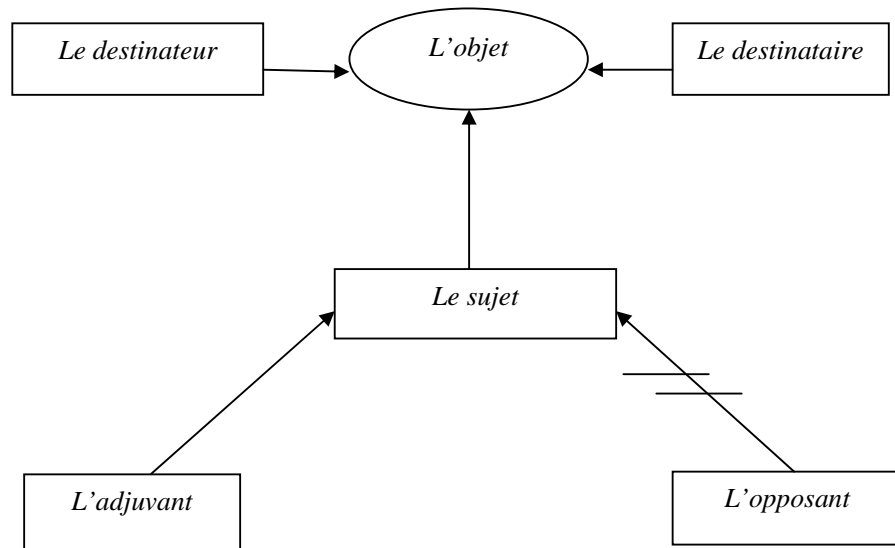 Le destinateur
L'objet
Le destinataire
Le sujet
L'adjuvant
L'opposant